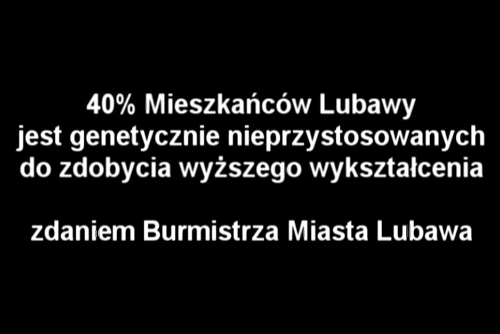 40% Mieszkańców Lubawy
jest genetycznie nieprzystosowanych
do zdobycia wyższego wykształcenia
zdaniem Burmistrza Miasta Lubawa